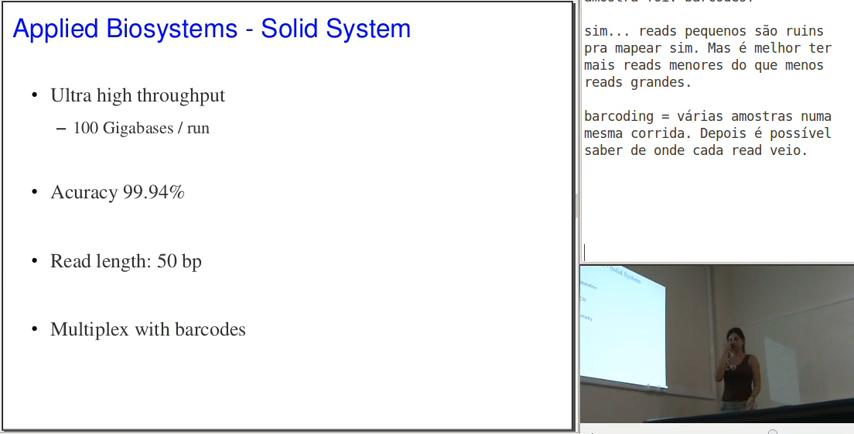 Applied Biosystems - Solid System
• Ultra high throughput
– 100 Gigabases / run
• Acuracy 99.94%
• Read length: 50 bp
• Multiplex with barcodes
sim... reads pequenos são ruins
pra mapear sim. Mas é melhor ter
mais reads menores do que menos
reads grandes.
barcoding = várias amostras numa
mesma corrida. Depois é possível
saber de onde cada read veio.
Solid System